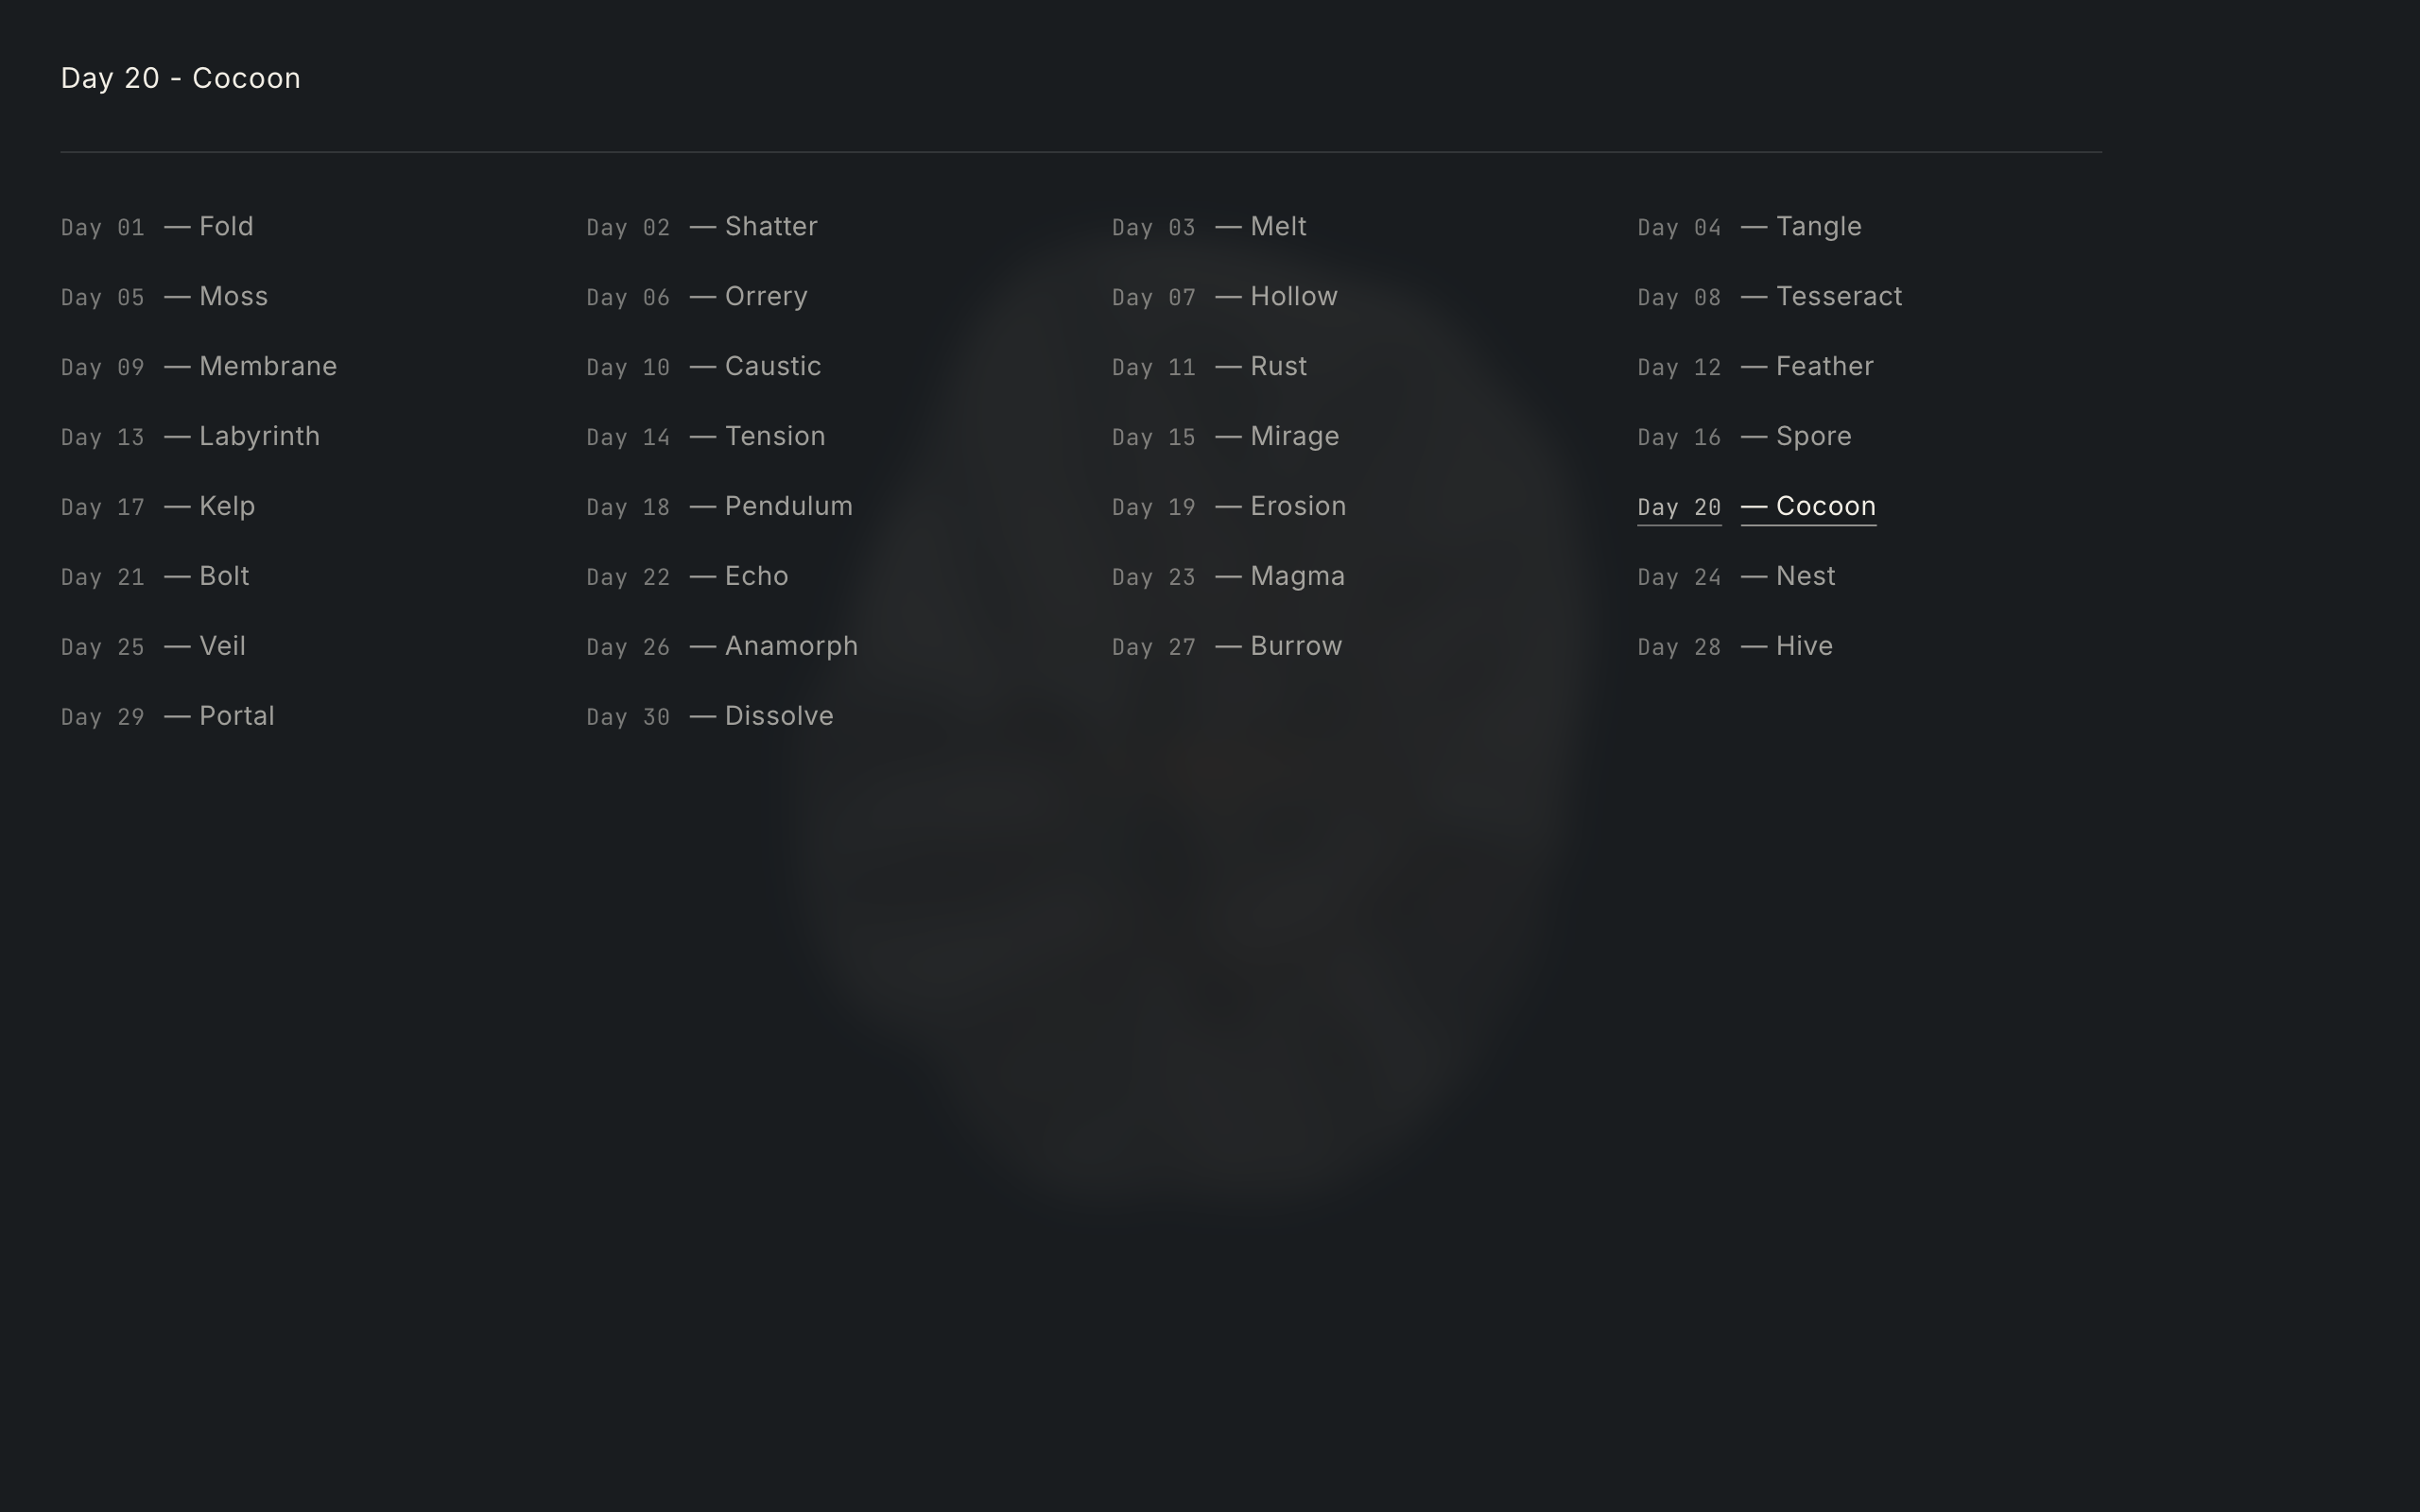 Day 20 - Cocoon
Day 01 — Fold Day 02 — Shatter Day 03 — Melt Day 04 — Tangle
Day 05 — Moss Day 06 — Orrery Day 07 — Hollow Day 08 — Tesseract
Day 09 — Membrane Day 10 — Caustic Day 11 — Rust Day 12 — Feather
Day 13 — Labyrinth Day 14 — Tension Day 15 — Mirage Day 16 — Spore
Day 17 — Kelp Day 18 — Pendulum Day 19 — Erosion Day 20 — Cocoon
Day 21 — Bolt Day 22 — Echo Day 23 — Magma Day 24 — Nest
Day 25 — Veil Day 26 — Anamorph Day 27 — Burrow Day 28 — Hive
Day 29 — Portal Day 30 — Dissolve